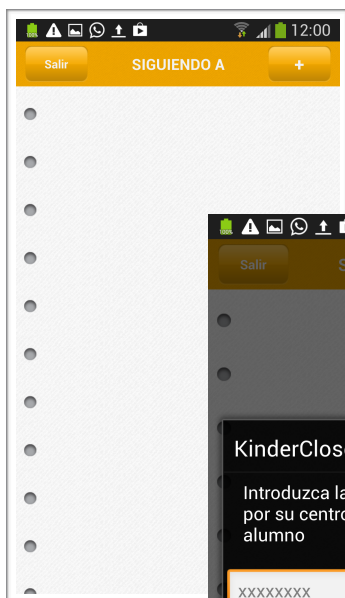 12:00
Salir
SIGUIENDO A
+
Salir
KinderClos
Introduzca la
por su centro
alumno
xxxxxxxx